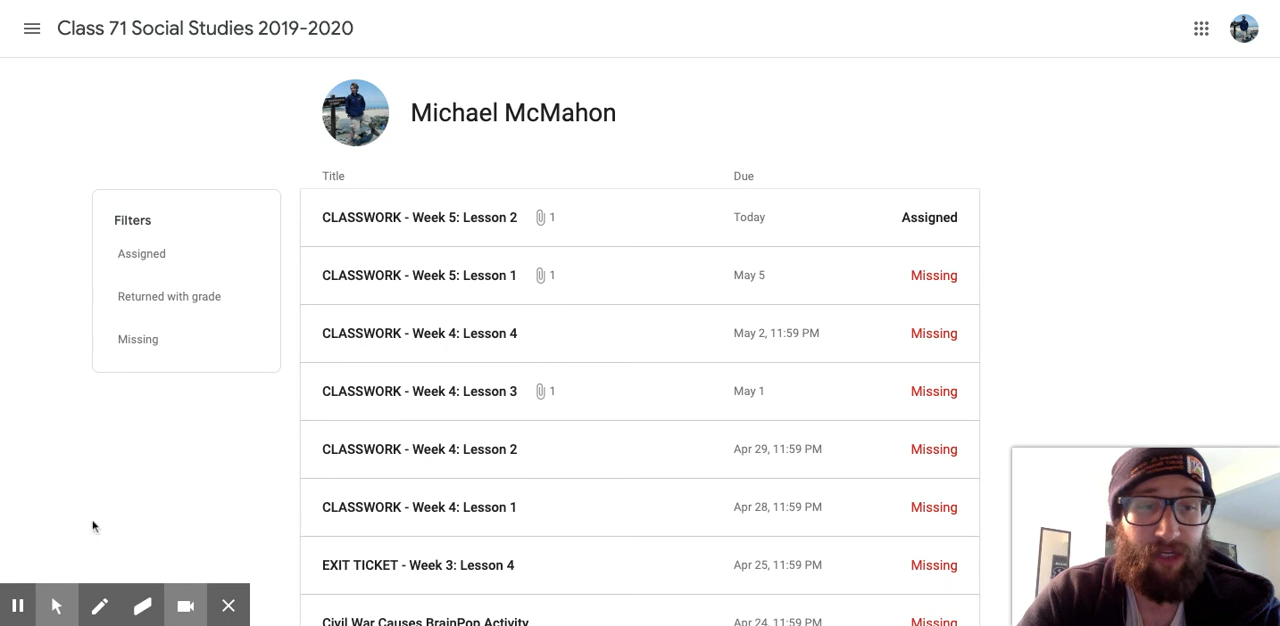 Class 71 Social Studies 2019-2020
Michael McMahon
Title Due
Filters
Assigned
Returned with grade
Missing
CLASSWORK - Week 5: Lesson 2 1 Today Assigned
CLASSWORK - Week 5: Lesson 1 1 May 5 Missing
CLASSWORK - Week 4: Lesson 4 May 2, 11:59 PM Missing
CLASSWORK - Week 4: Lesson 3 1 May 1 Missing
CLASSWORK - Week 4: Lesson 2 Apr 29, 11:59 PM Missing
CLASSWORK - Week 4: Lesson 1 Apr 28, 11:59 PM Missing
EXIT TICKET - Week 3: Lesson 4 Apr 25, 11:59 PM Missing
Civil War Causes BrainPop Activity Apr 24, 11:59 PM Missing